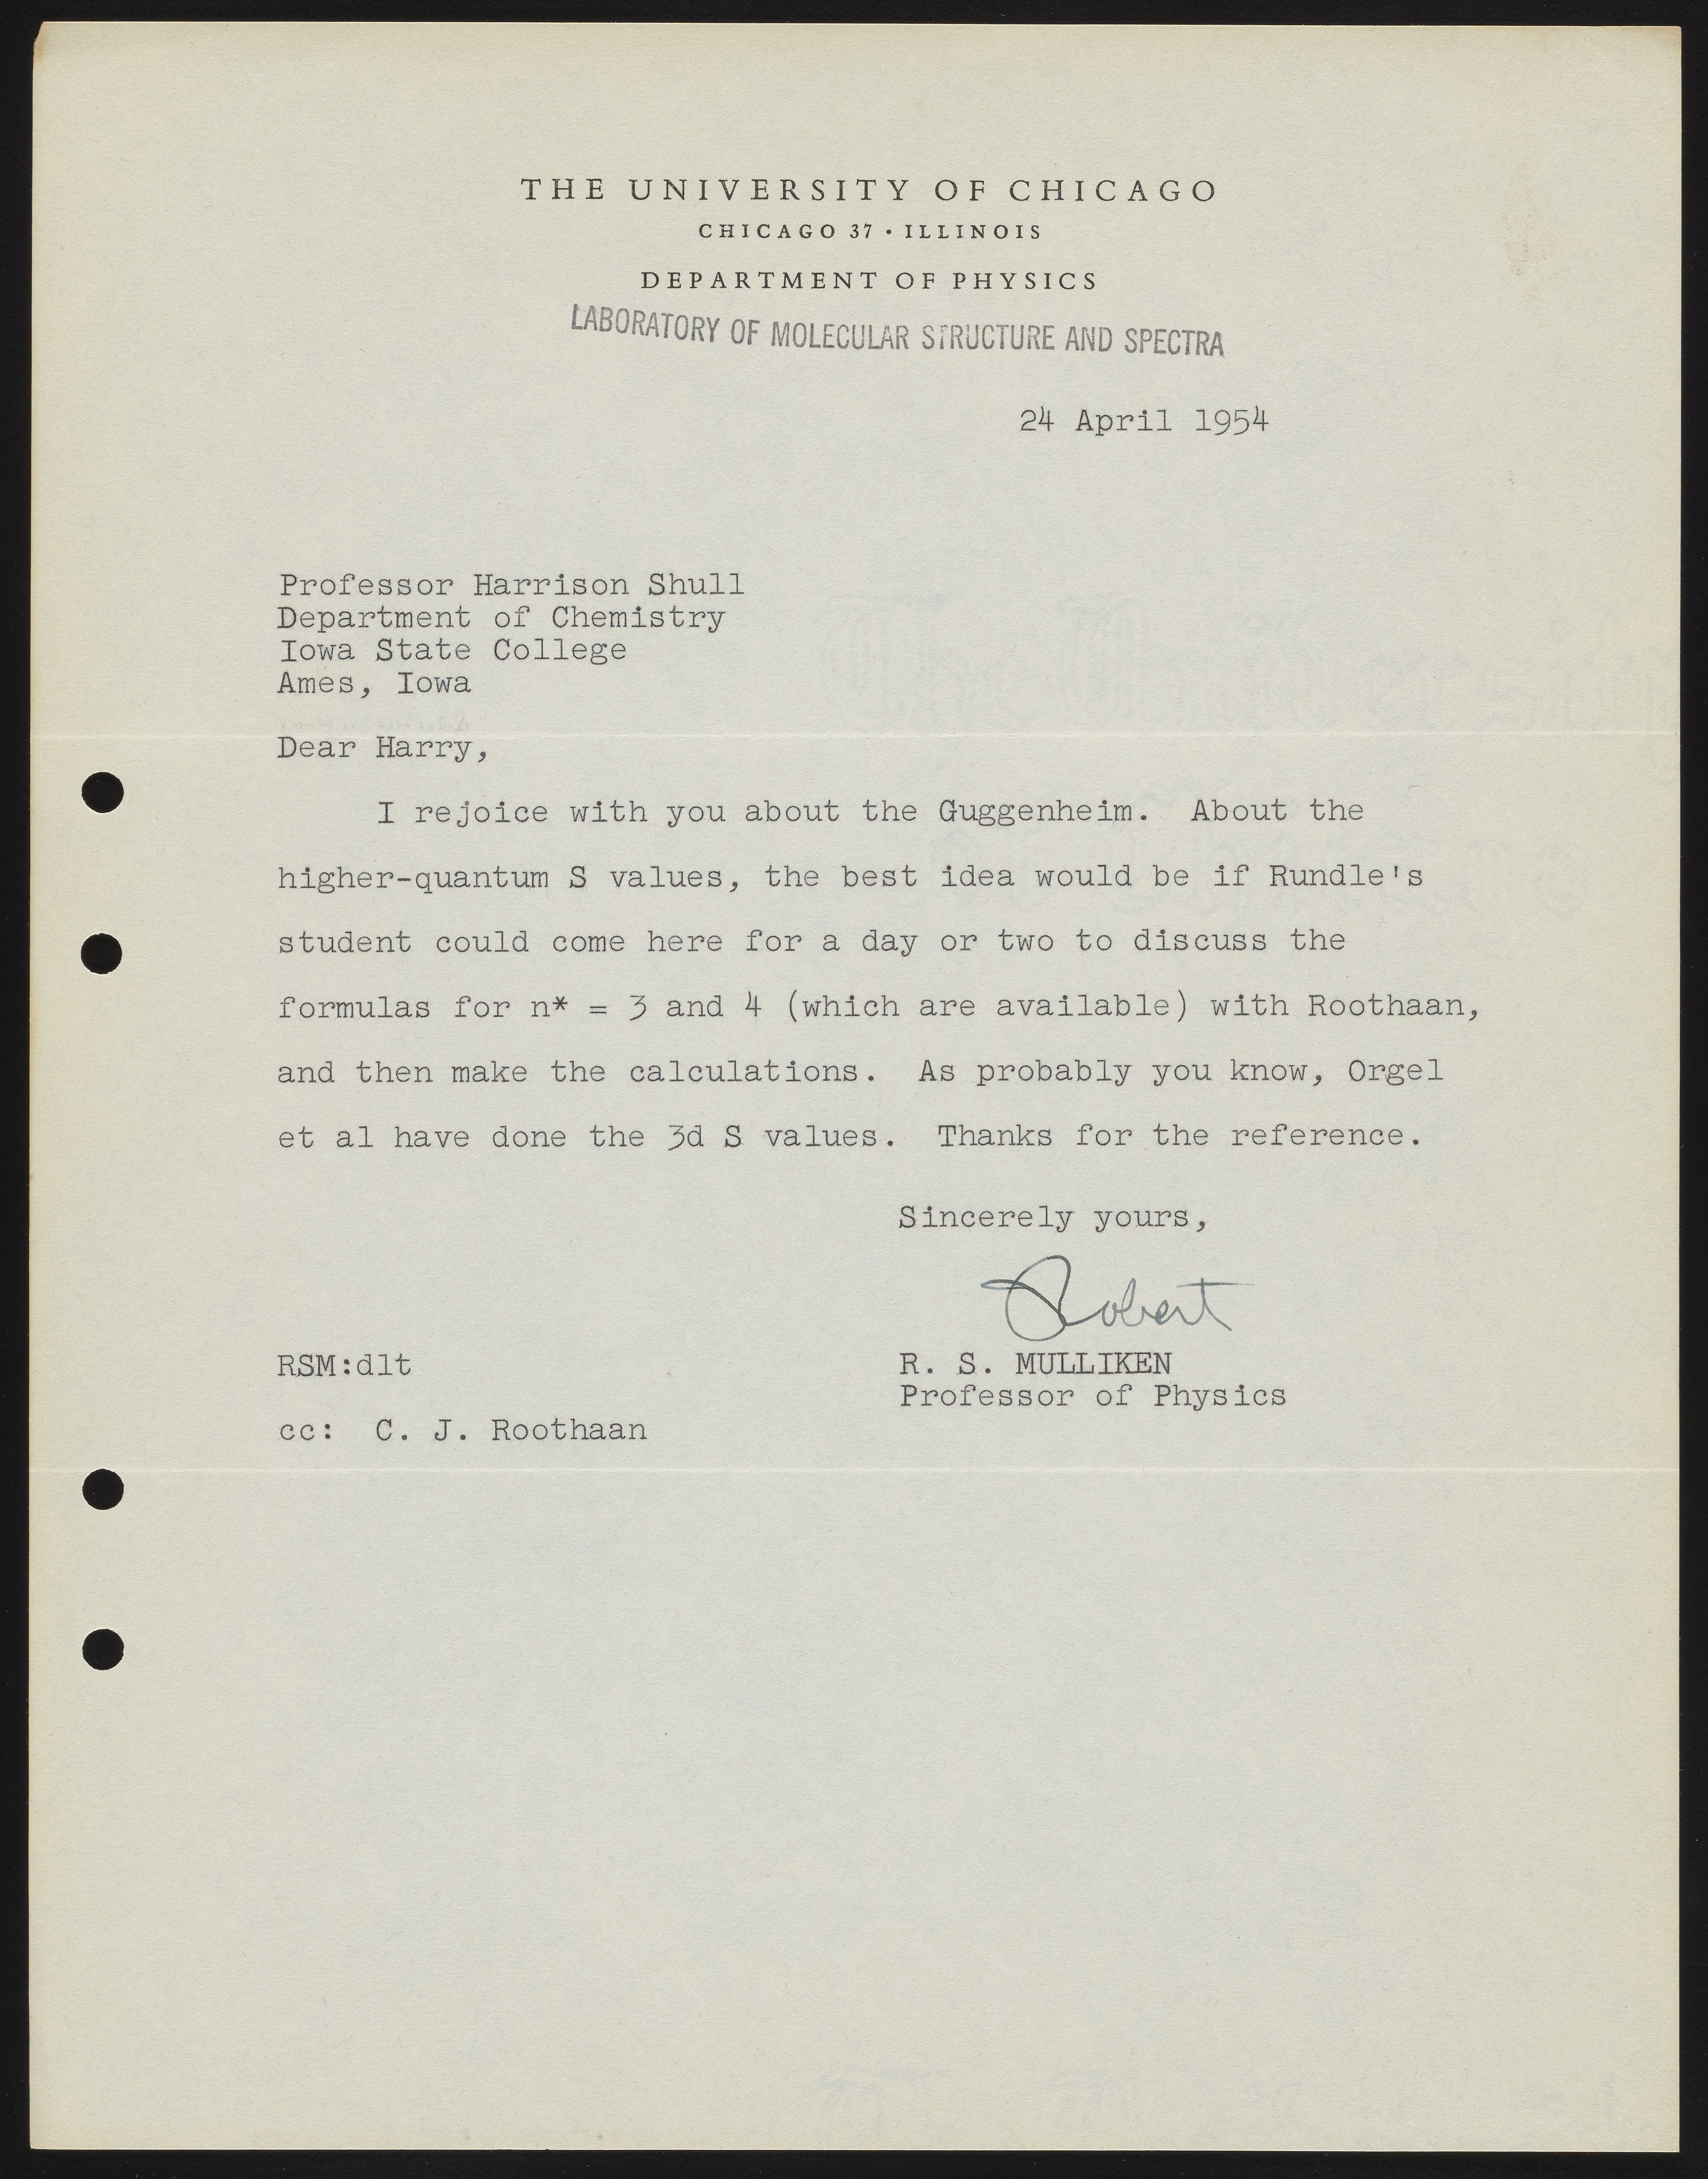 THE UNIVERSITY OF CHICAGO
CHICAGO 37 · ILLINOIS
DEPARTMENT OF PHYSICS
LABORATORY OF MOLECULAR STRUCTURE AND SPECTRA
24 April 1954
Professor Harrison Shull
Department of Chemistry
Iowa State College
Ames, Iowa
Dear Harry,
I rejoice with you about the Guggenheim. About the
higher-quantum S values, the best idea would be if Rundle's
student could come here for a day or two to discuss the
formulas for n* = 3 and 4 (which are available) with Roothaan,
and then make the calculations. As probably you know, Orgel
et al have done the 3d S values. Thanks for the reference.
Sincerely yours,
Robert
RSM:dlt
R. S. MULLIKEN
Professor of Physics
cc: C. J. Roothaan